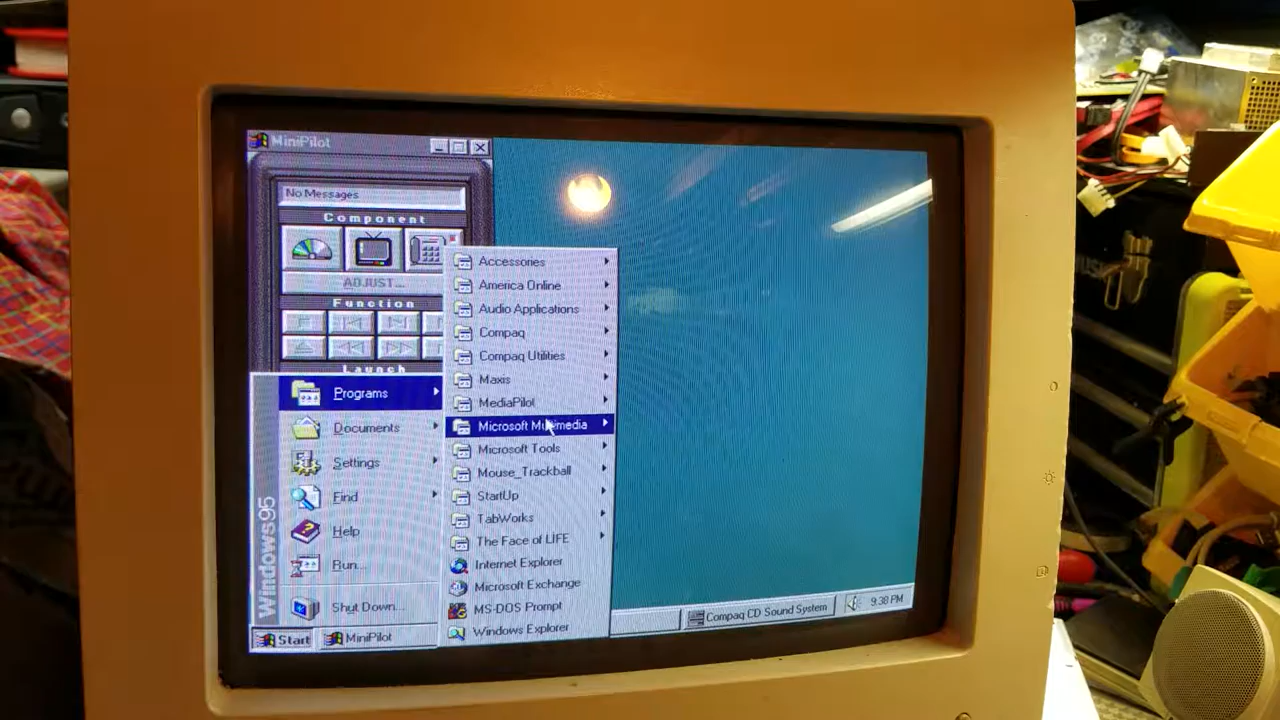 MiniPilot
No Messages
Component
ADJUST...
Function
Launch
Programs
Documents
Settings
Find
Help
Run...
Shut Down...
Windows95
Accessories
America Online
Audio Applications
Compaq
Compaq Utilities
Maxis
MediaPilot
Microsoft Multimedia
Microsoft Tools
Mouse_Trackball
StartUp
TabWorks
The Face of LIFE
Internet Explorer
Microsoft Exchange
MS-DOS Prompt
Windows Explorer
Start
MiniPilot
Compaq CD Sound System
9:38 PM